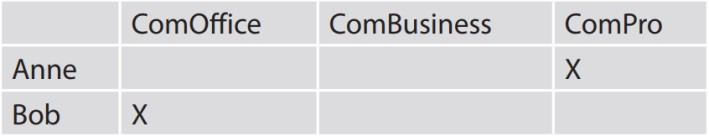 ComOffice ComBusiness ComPro
Anne X
Bob X